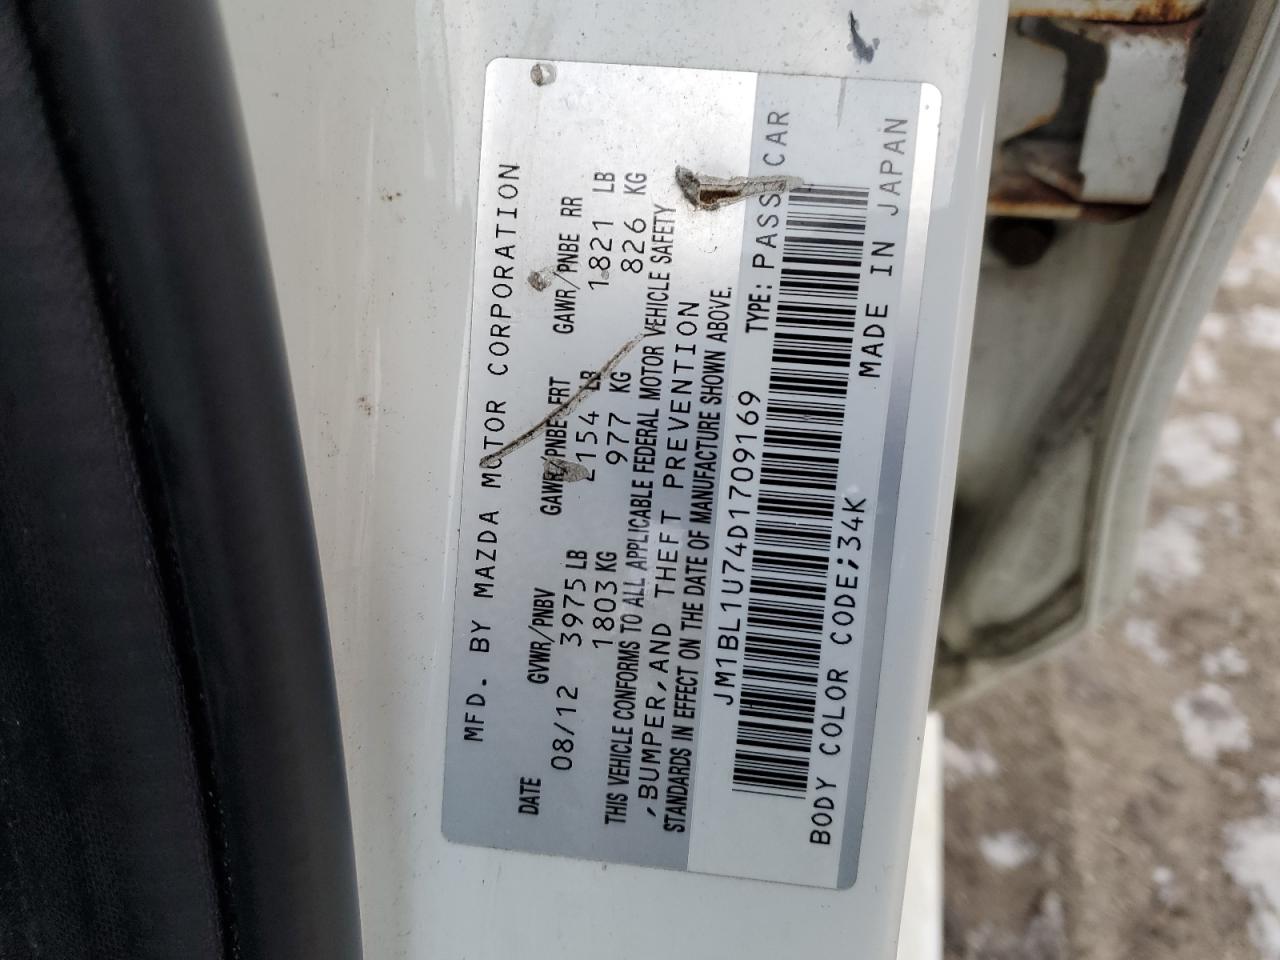 MFD. BY MAZDA MOTOR CORPORATION
DATE GVWR/PNBV GAWR/PNBE FRT GAWR/PNBE RR
08/12 3975 LB 2154 LB 1821 LB
1803 KG 977 KG 826 KG
THIS VEHICLE CONFORMS TO ALL APPLICABLE FEDERAL MOTOR VEHICLE SAFETY
,BUMPER,AND THEFT PREVENTION
STANDARDS IN EFFECT ON THE DATE OF MANUFACTURE SHOWN ABOVE.
JM1BL1U74D1709169 TYPE: PASS CAR
BODY COLOR CODE;34K MADE IN JAPAN